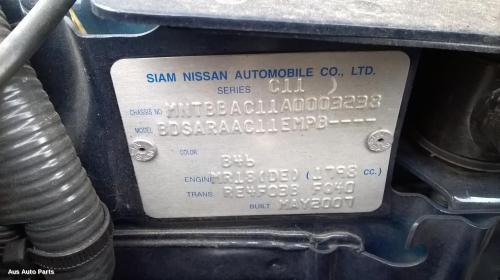 SIAM NISSAN AUTOMOBILE CO., LTD.
SERIES C11 )
CHASSIS NO MNTBBAC11A0003238
MODEL BDSARAAC11EMPB----
COLOR B46
ENGINE MR18(DE) (1798 CC.)
TRANS. RE4F03B FC40
BUILT MAY2007
Aus Auto Parts